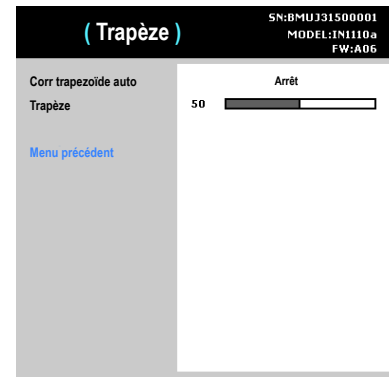 ( Trapèze )
SN:BMUJ31500001
MODEL:IN1110a
FW:A06
Corr trapezoïde auto Arrêt
Trapèze 50
Menu précédent